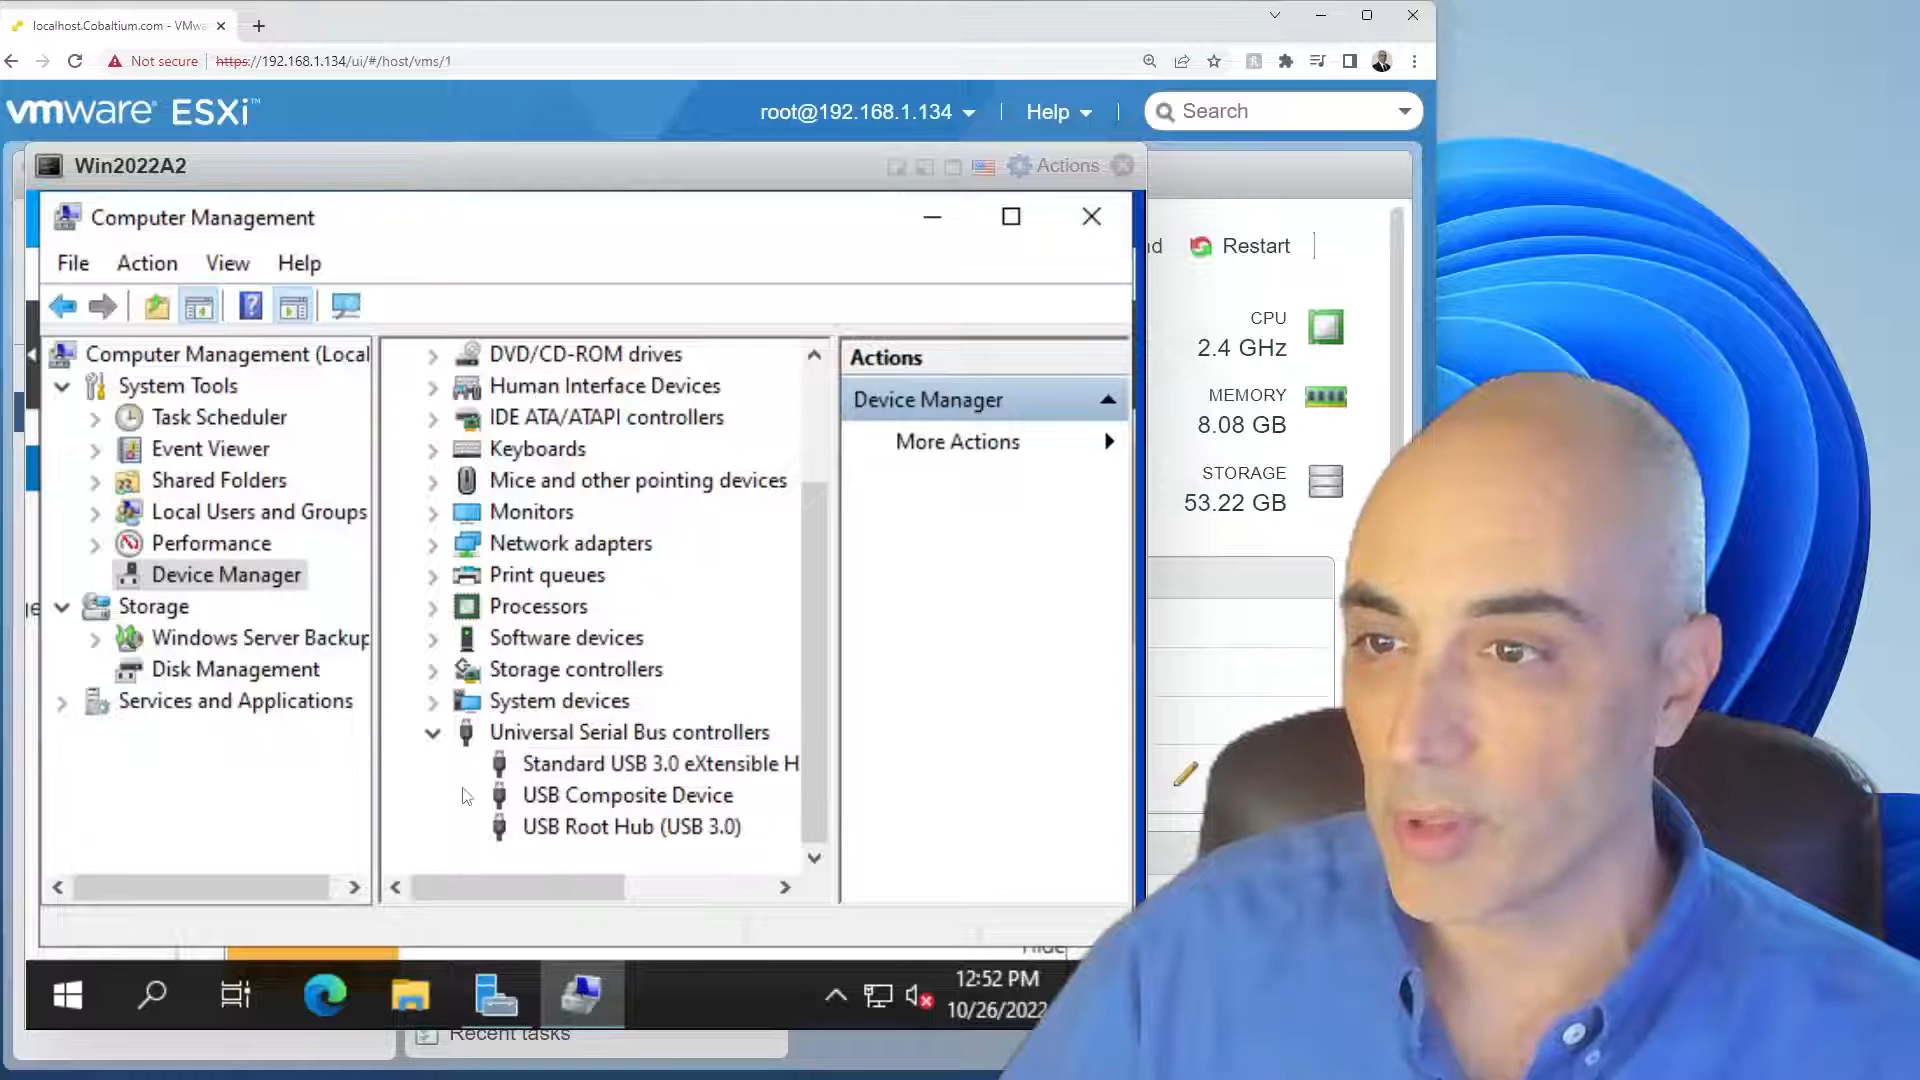 localhost.Cobaltium.com - VMwa
Not secure
https://192.168.1.134/ui/#/host/vms/1
vmware ESXi™
root@192.168.1.134
Help
Search
Win2022A2
Actions
Computer Management
File Action View Help
Computer Management (Local
System Tools
Task Scheduler
Event Viewer
Shared Folders
Local Users and Groups
Performance
Device Manager
Storage
Windows Server Backup
Disk Management
Services and Applications
DVD/CD-ROM drives
Human Interface Devices
IDE ATA/ATAPI controllers
Keyboards
Mice and other pointing devices
Monitors
Network adapters
Print queues
Processors
Software devices
Storage controllers
System devices
Universal Serial Bus controllers
Standard USB 3.0 eXtensible H
USB Composite Device
USB Root Hub (USB 3.0)
Actions
Device Manager
More Actions
Restart
CPU
2.4 GHz
MEMORY
8.08 GB
STORAGE
53.22 GB
Hide
12:52 PM
10/26/2022
Recent tasks